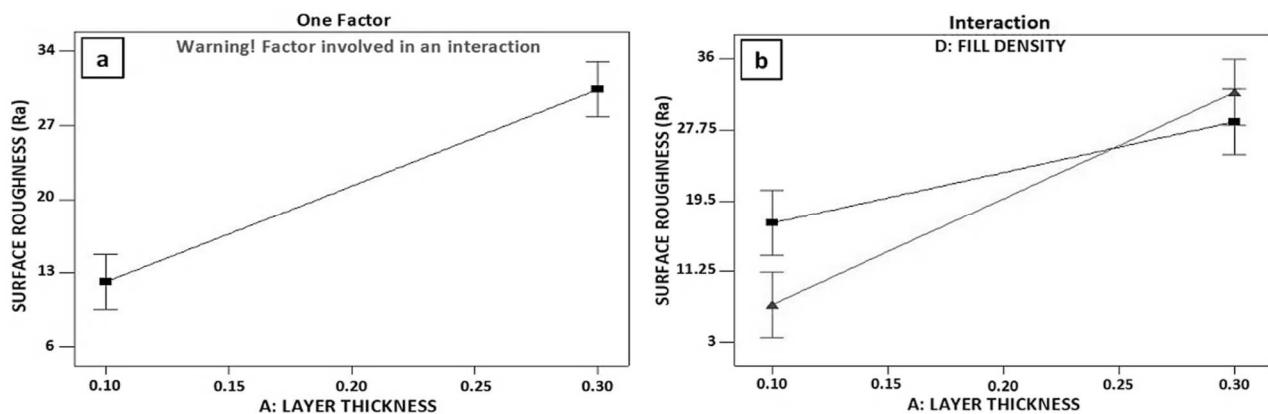 One Factor
Warning! Factor involved in an interaction
a
SURFACE ROUGHNESS (Ra)
34
27
20
13
6
0.10 0.15 0.20 0.25 0.30
A: LAYER THICKNESS
Interaction
D: FILL DENSITY
b
SURFACE ROUGHNESS (Ra)
36
27.75
19.5
11.25
3
0.10 0.15 0.20 0.25 0.30
A: LAYER THICKNESS